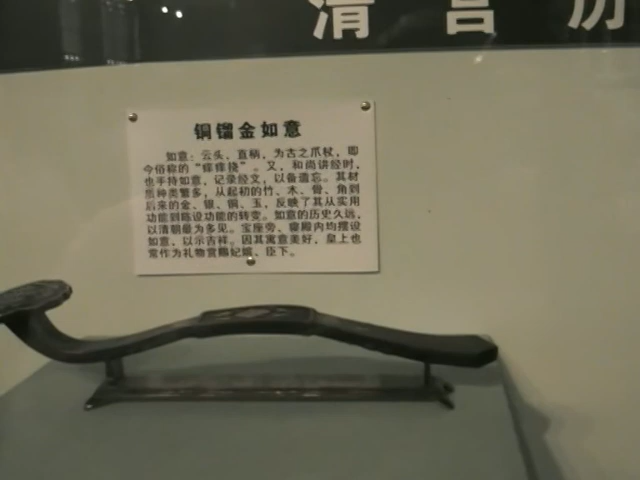 清宫历
铜镏金如意
如意：云头、直柄，为古之爪杖，即
今俗称的“痒痒挠”。又，和尚讲经时，
也手持如意，记录经文，以备遗忘。其材
质种类繁多，从起初的竹、木、骨、角到
后来的金、银、铜、玉，反映了其从实用
功能到陈设功能的转变。如意的历史久远，
以清朝最为多见。宝座旁、寝殿内均摆设
如意，以示吉祥。因其寓意美好，皇上也
常作为礼物赏赐妃嫔、臣下。